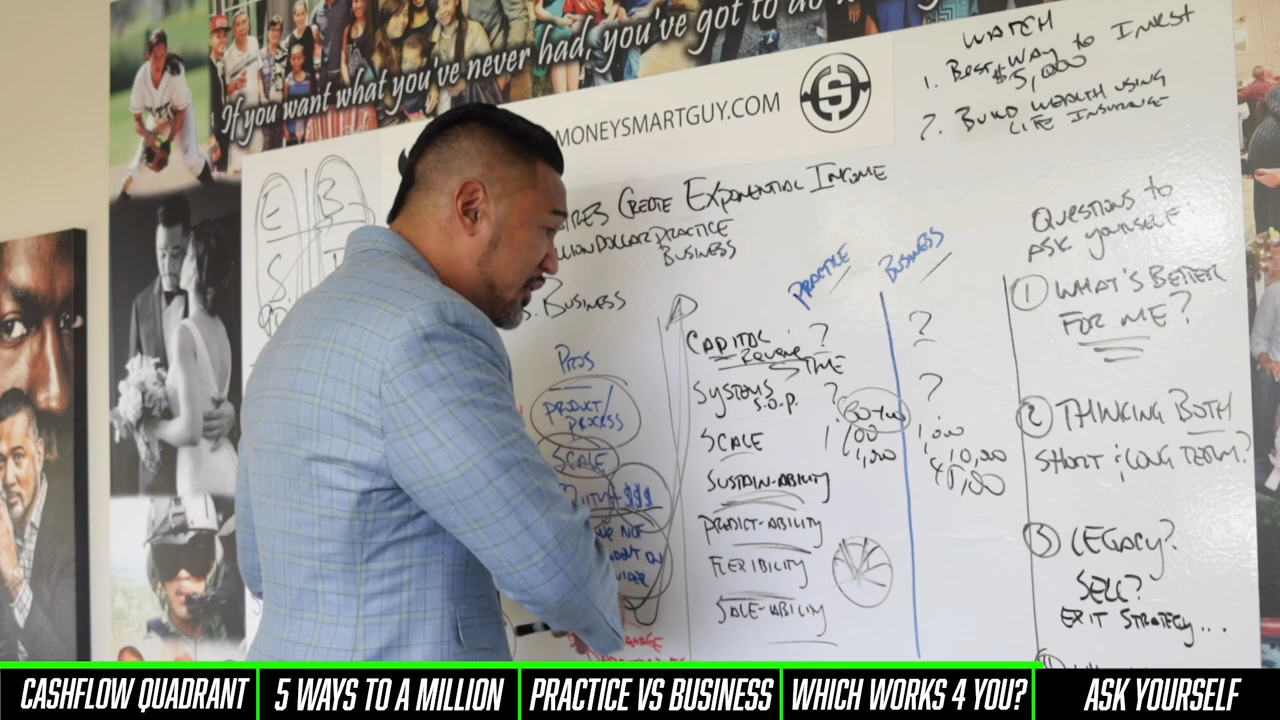 If you want what you've never had, you've got to do
MONEYSMARTGUY.COM
WATCH
1. BEST WAY to INVEST
$5,000
2. BUILD WEALTH USING
LIFE INSURANCE
E B
S I
CREATE EXPONENTIAL INCOME
DOLLAR PRACTICE
BUSINESS
BUSINESS
PROS
PRODUCT/
PROCESS
SCALE
$$$
NOT
PRACTICE
BUSINESS
CAPITAL ? ?
TIME
SYSTEMS ? ?
S.O.P.
SCALE
SUSTAIN-ABILITY
PREDICT-ABILITY
FLEXIBILITY
SALE-ABILITY
QUESTIONS to
ASK yourself:
1 WHAT'S BETTER
FOR ME?
2 THINKING BOTH
SHORT & LONG TERM?
3 LEGACY?
SELL?
EXIT STRATEGY...
CASHFLOW QUADRANT
5 WAYS TO A MILLION
PRACTICE VS BUSINESS
WHICH WORKS 4 YOU?
ASK YOURSELF